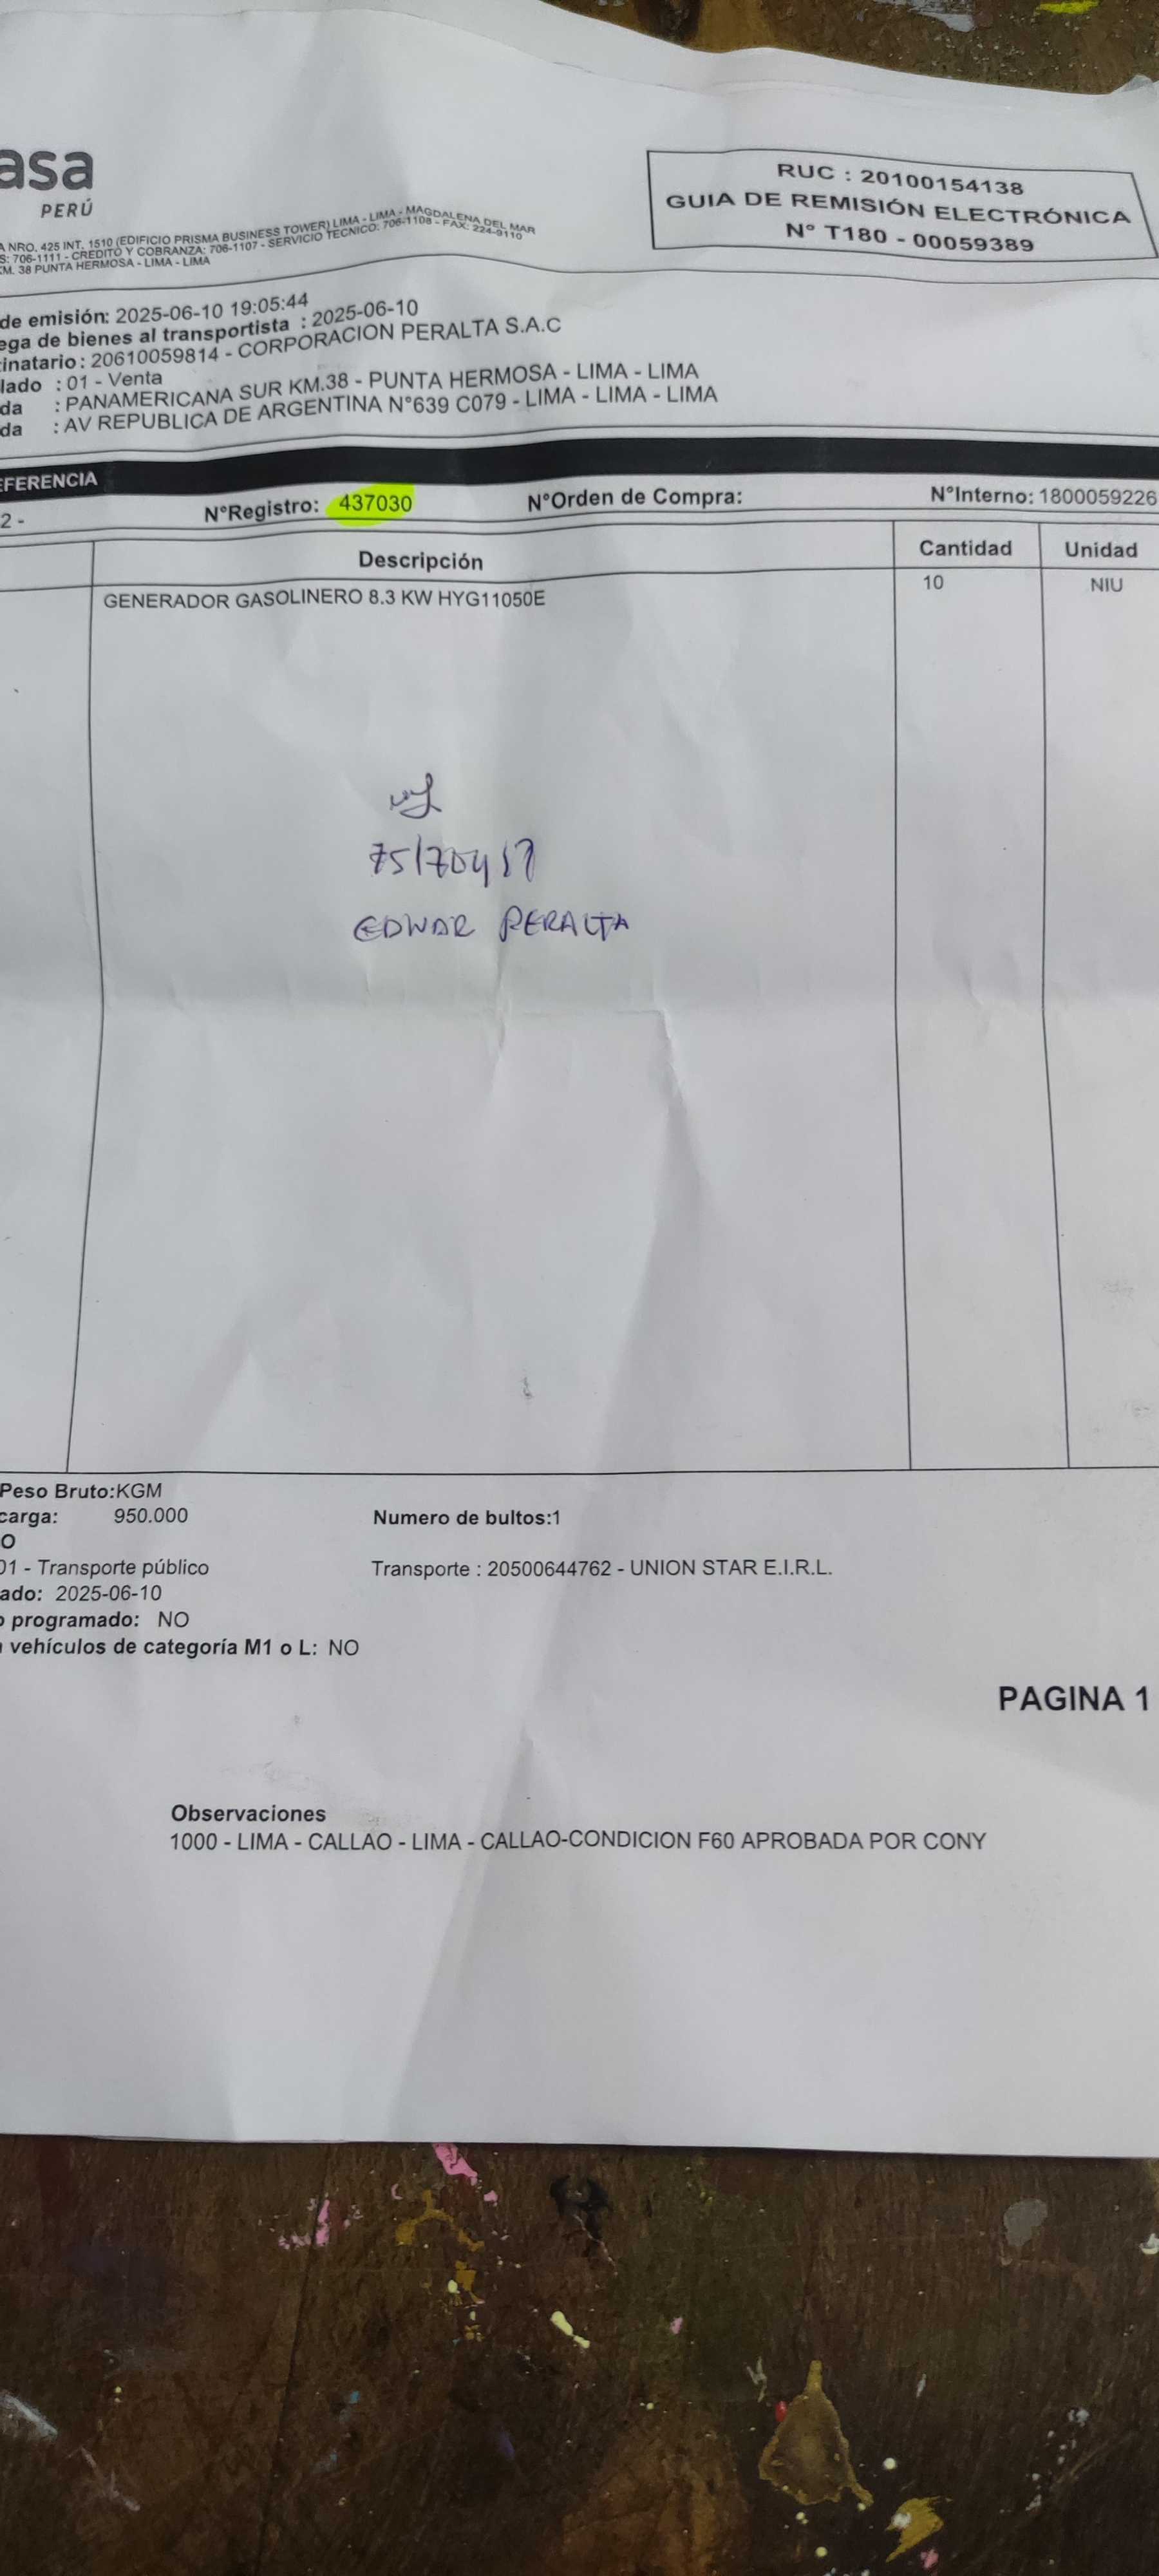 asa
PERÚ
RUC : 20100154138
GUIA DE REMISIÓN ELECTRÓNICA
N° T180 - 00059389
A NRO. 425 INT. 1510 (EDIFICIO PRISMA BUSINESS TOWER) LIMA - LIMA - MAGDALENA DEL MAR
S: 706-1111 - CREDITO Y COBRANZA: 706-1107 - SERVICIO TECNICO: 706-1108 - FAX: 224-9110
KM. 38 PUNTA HERMOSA - LIMA - LIMA
de emisión: 2025-06-10 19:05:44
ega de bienes al transportista : 2025-06-10
tinatario : 20610059814 - CORPORACION PERALTA S.A.C
lado : 01 - Venta
da : PANAMERICANA SUR KM.38 - PUNTA HERMOSA - LIMA - LIMA
da : AV REPUBLICA DE ARGENTINA N°639 C079 - LIMA - LIMA - LIMA
EFERENCIA
2 - N°Registro: 437030 N°Orden de Compra: N°Interno: 1800059226
Descripción Cantidad Unidad
GENERADOR GASOLINERO 8.3 KW HYG11050E 10 NIU
EDWAR PERALTA
Peso Bruto:KGM
carga: 950.000 Numero de bultos:1
O
01 - Transporte público Transporte : 20500644762 - UNION STAR E.I.R.L.
ado: 2025-06-10
o programado: NO
n vehículos de categoría M1 o L: NO
PAGINA 1
Observaciones
1000 - LIMA - CALLAO - LIMA - CALLAO-CONDICION F60 APROBADA POR CONY